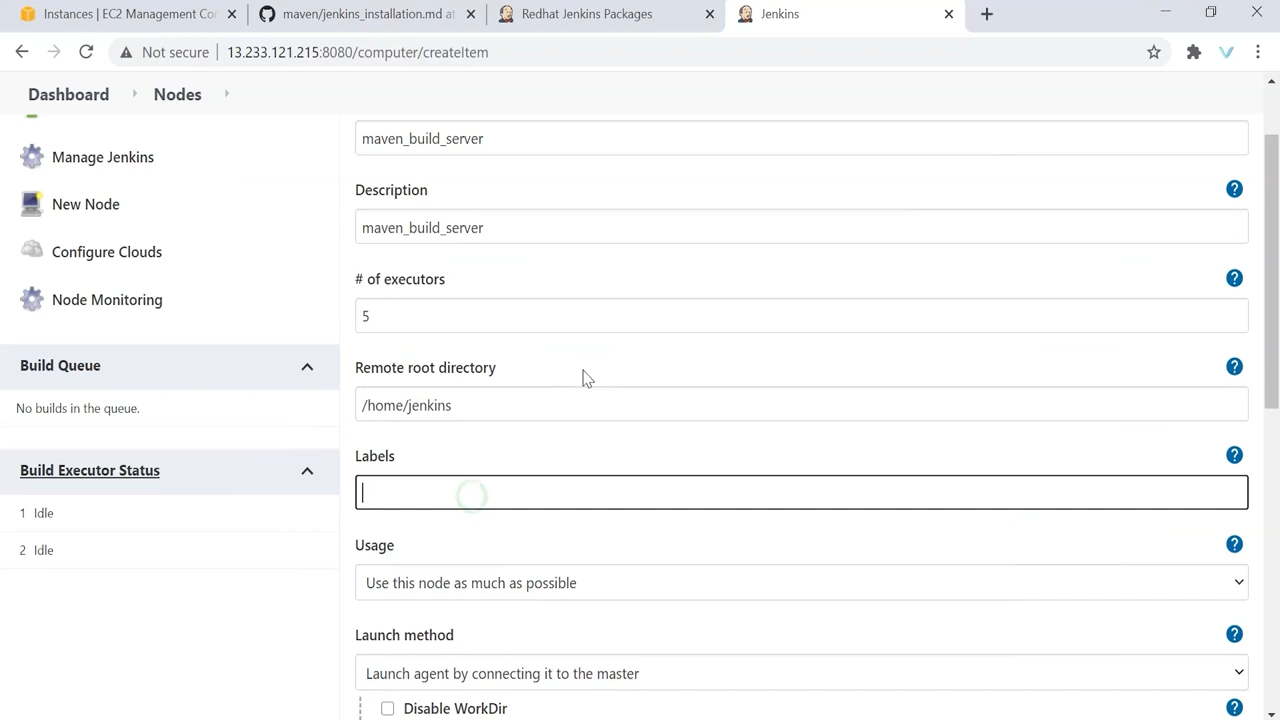 Instances | EC2 Management Con
maven/jenkins_installation.md at
Redhat Jenkins Packages
Jenkins
Not secure
13.233.121.215:8080/computer/createItem
Dashboard
Nodes
Manage Jenkins
New Node
Configure Clouds
Node Monitoring
Build Queue
No builds in the queue.
Build Executor Status
1 Idle
2 Idle
maven_build_server
Description
maven_build_server
# of executors
5
Remote root directory
/home/jenkins
Labels
Usage
Use this node as much as possible
Launch method
Launch agent by connecting it to the master
Disable WorkDir